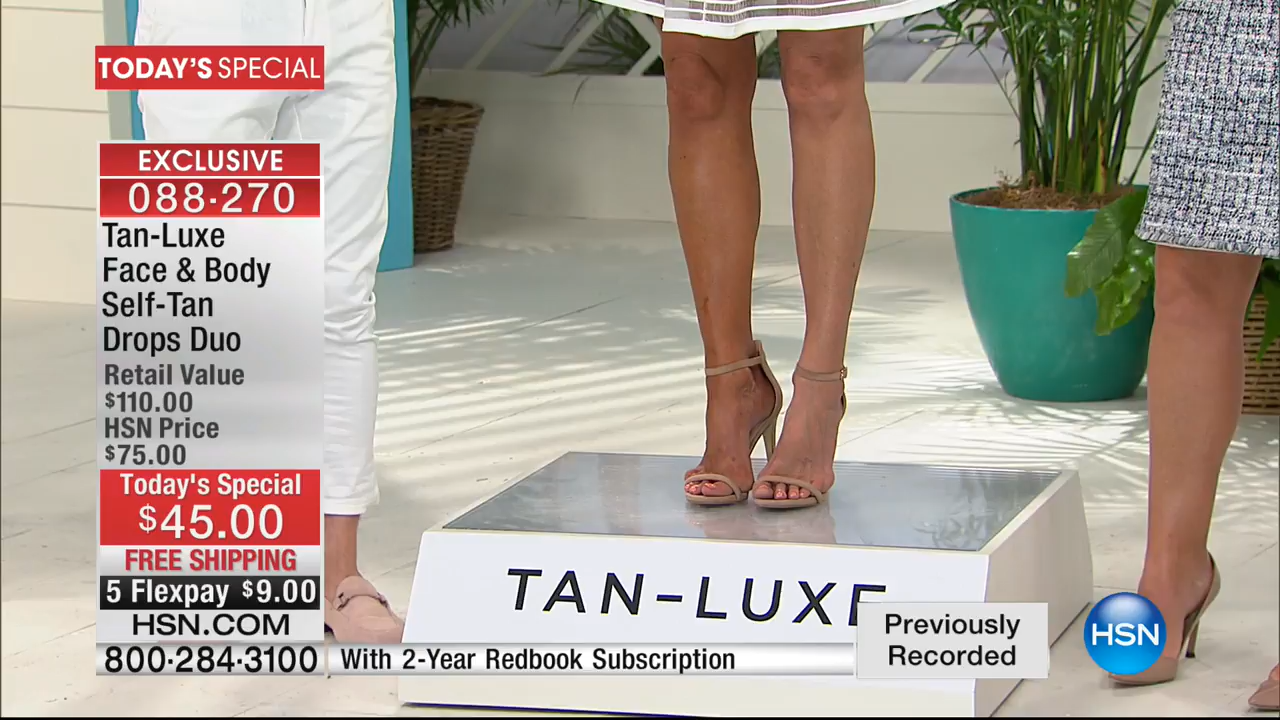 TODAY'S SPECIAL
EXCLUSIVE
088·270
Tan-Luxe
Face & Body
Self-Tan
Drops Duo
Retail Value
$110.00
HSN Price
$75.00
Today's Special
$45.00
FREE SHIPPING
5 Flexpay $9.00
HSN.COM
800·284·3100
With 2-Year Redbook Subscription
TAN-LUXE
Previously
Recorded
HSN